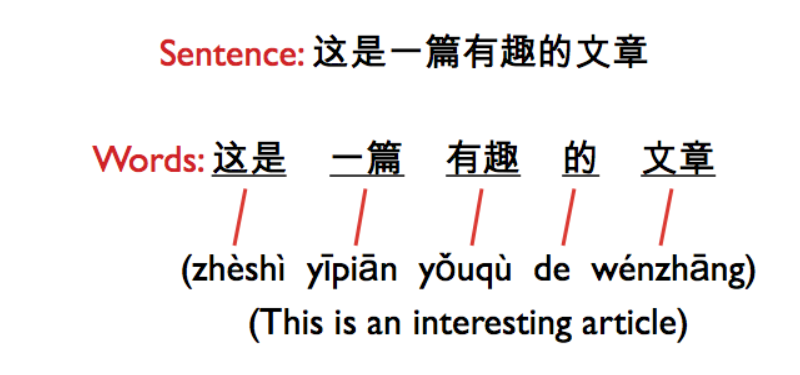 Sentence: 这是一篇有趣的文章
Words: 这是 一篇 有趣 的 文章
(zhèshì yīpiān yǒuqù de wénzhāng)
(This is an interesting article)